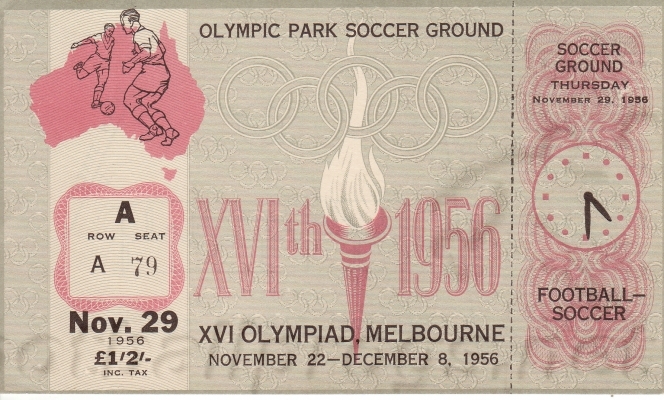 OLYMPIC PARK SOCCER GROUND
A
ROW SEAT
A 79
Nov. 29
1956
£1/2/-
INC. TAX
XVIth 1956
XVI OLYMPIAD, MELBOURNE
NOVEMBER 22—DECEMBER 8, 1956
SOCCER
GROUND
THURSDAY
NOVEMBER 29, 1956
FOOTBALL—
SOCCER